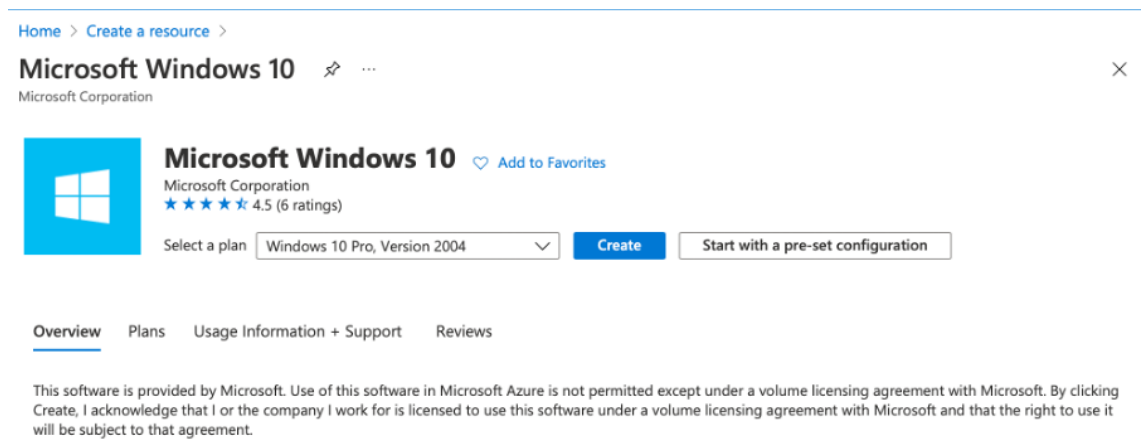 Home > Create a resource >
Microsoft Windows 10
Microsoft Corporation
Microsoft Windows 10 Add to Favorites
Microsoft Corporation
4.5 (6 ratings)
Select a plan Windows 10 Pro, Version 2004 Create Start with a pre-set configuration
Overview Plans Usage Information + Support Reviews
This software is provided by Microsoft. Use of this software in Microsoft Azure is not permitted except under a volume licensing agreement with Microsoft. By clicking
Create, I acknowledge that I or the company I work for is licensed to use this software under a volume licensing agreement with Microsoft and that the right to use it
will be subject to that agreement.